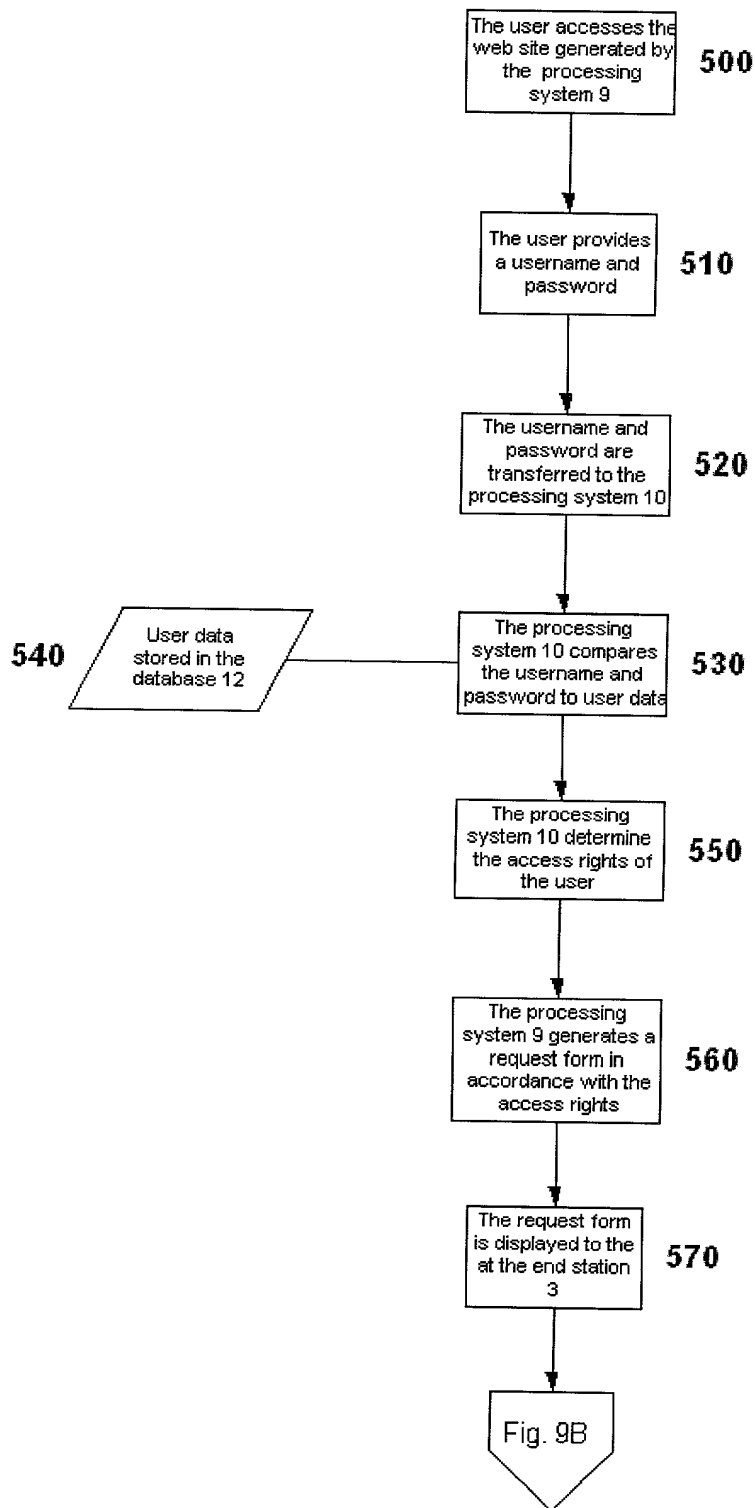 The user accesses the
web site generated by
the processing
system 9
500
The user provides
a username and
password
510
The username and
password are
transferred to the
processing system 10
520
540
User data
stored in the
database 12
The processing
system 10 compares
the username and
password to user data
530
The processing
system 10 determine
the access rights of
the user
550
The processing
system 9 generates a
request form in
accordance with the
access rights
560
The request form
is displayed to the
at the end station
3
570
Fig. 9B